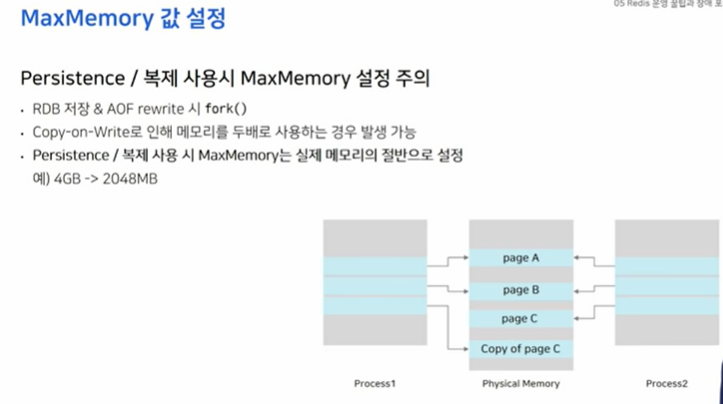 05 Redis 운영 꿀팁과 장애 포
MaxMemory 값 설정
Persistence / 복제 사용시 MaxMemory 설정 주의
• RDB 저장 & AOF rewrite 시 fork()
• Copy-on-Write로 인해 메모리를 두배로 사용하는 경우 발생 가능
• Persistence / 복제 사용 시 MaxMemory는 실제 메모리의 절반으로 설정
예) 4GB -> 2048MB
page A
page B
page C
Copy of page C
Process1
Physical Memory
Process2